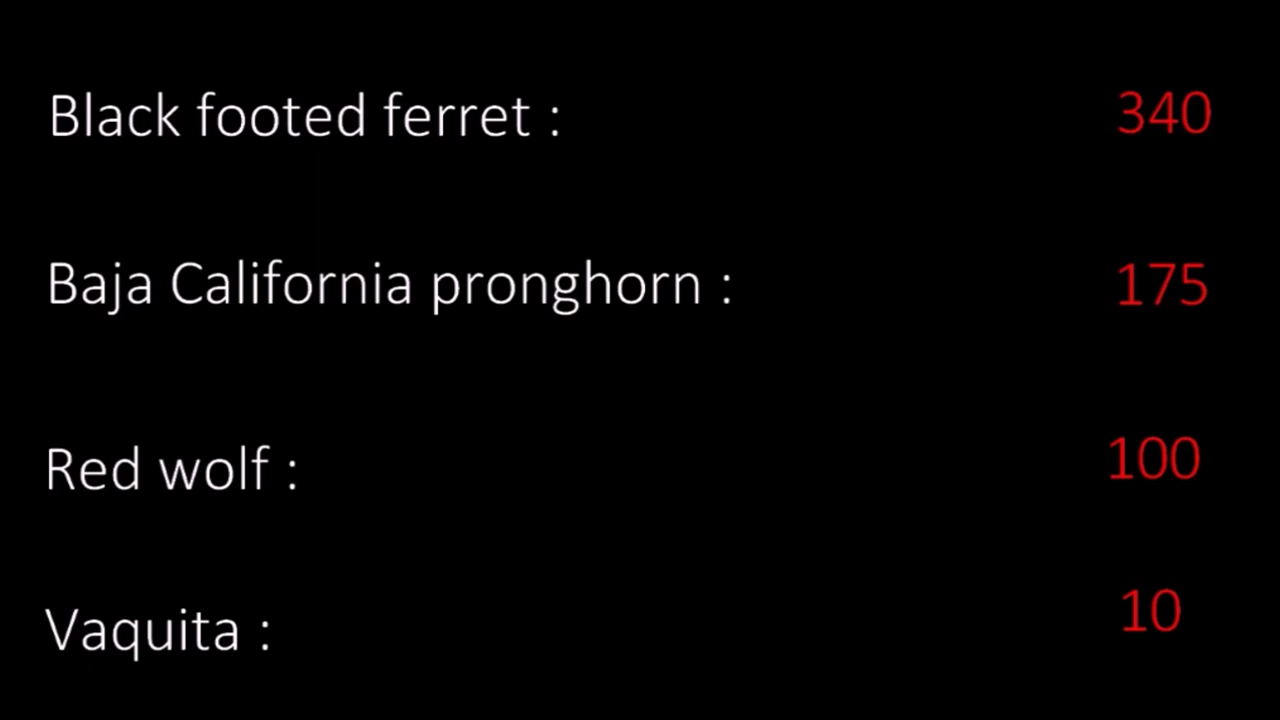 Black footed ferret : 340
Baja California pronghorn : 175
Red wolf : 100
Vaquita : 10